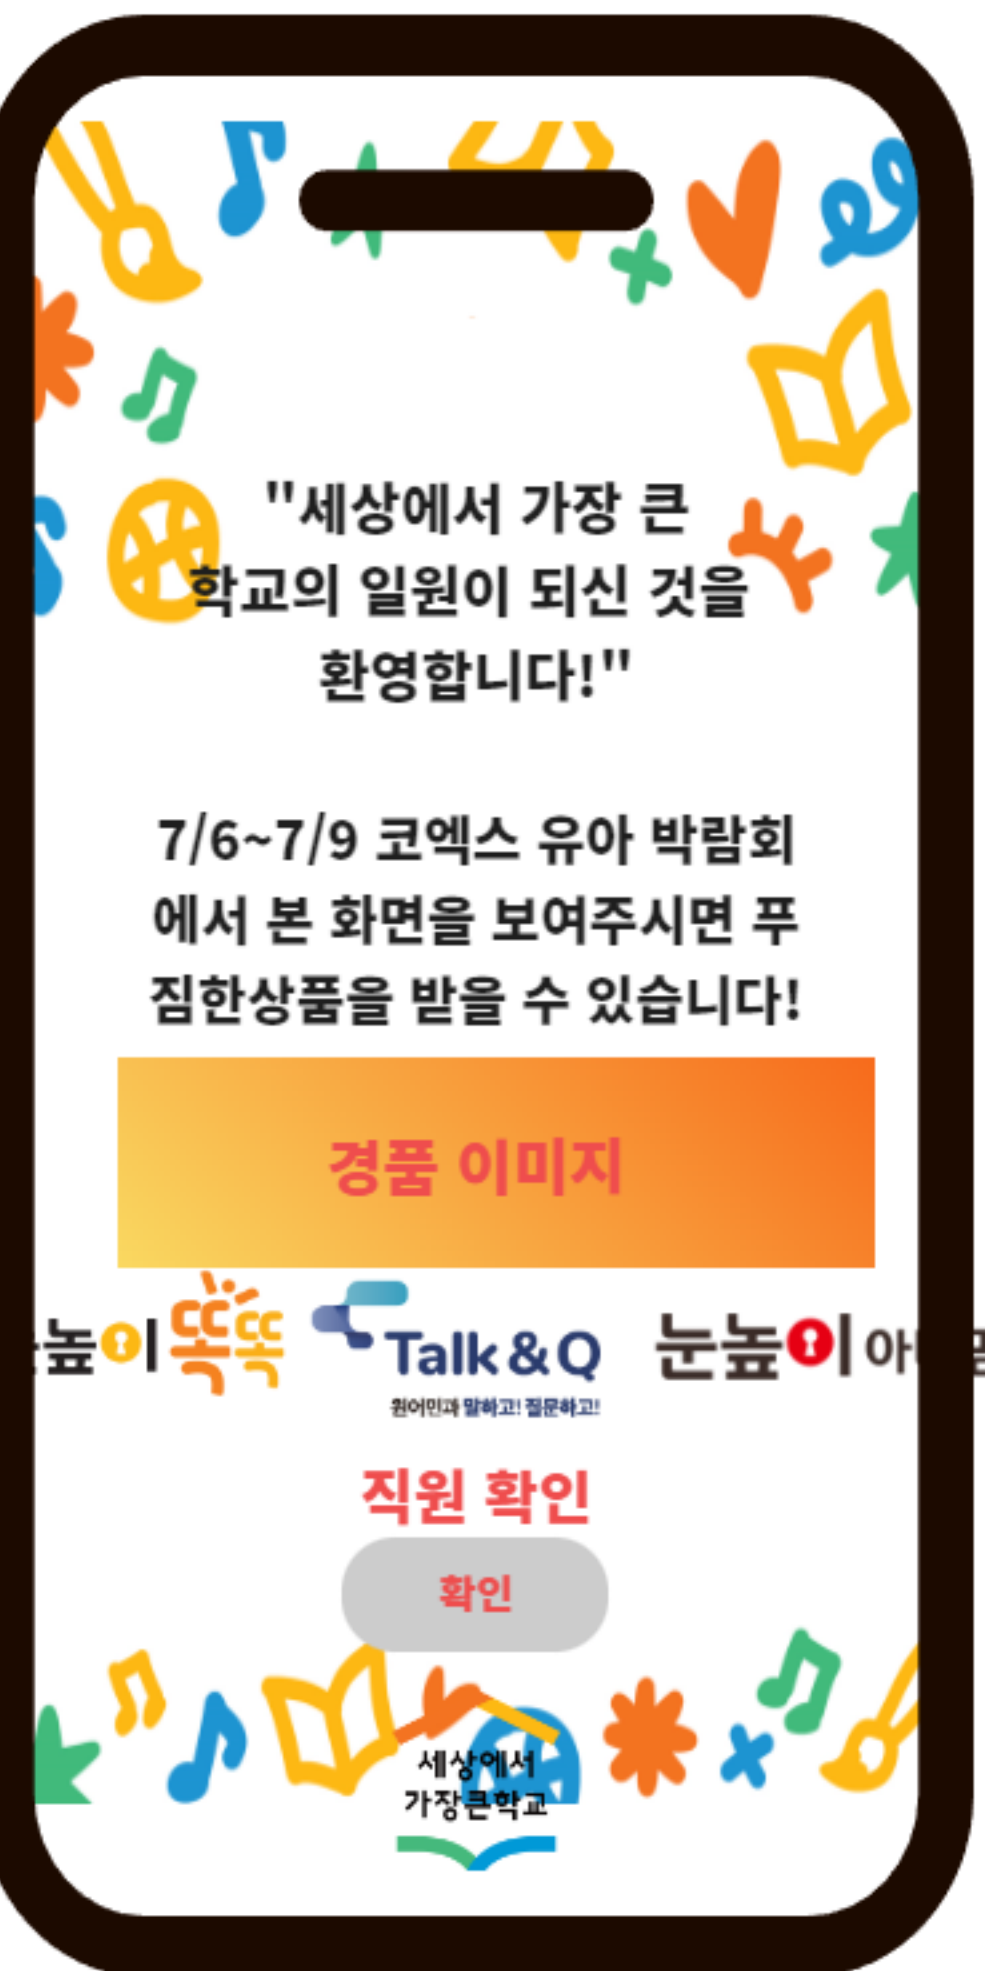 "세상에서 가장 큰
학교의 일원이 되신 것을
환영합니다!"
7/6~7/9 코엑스 유아 박람회
에서 본 화면을 보여주시면 푸
짐한상품을 받을 수 있습니다!
경품 이미지
눈높이 똑똑
Talk & Q
원어민과 말하고! 질문하고!
눈높이 아
직원 확인
확인
세상에서
가장큰학교